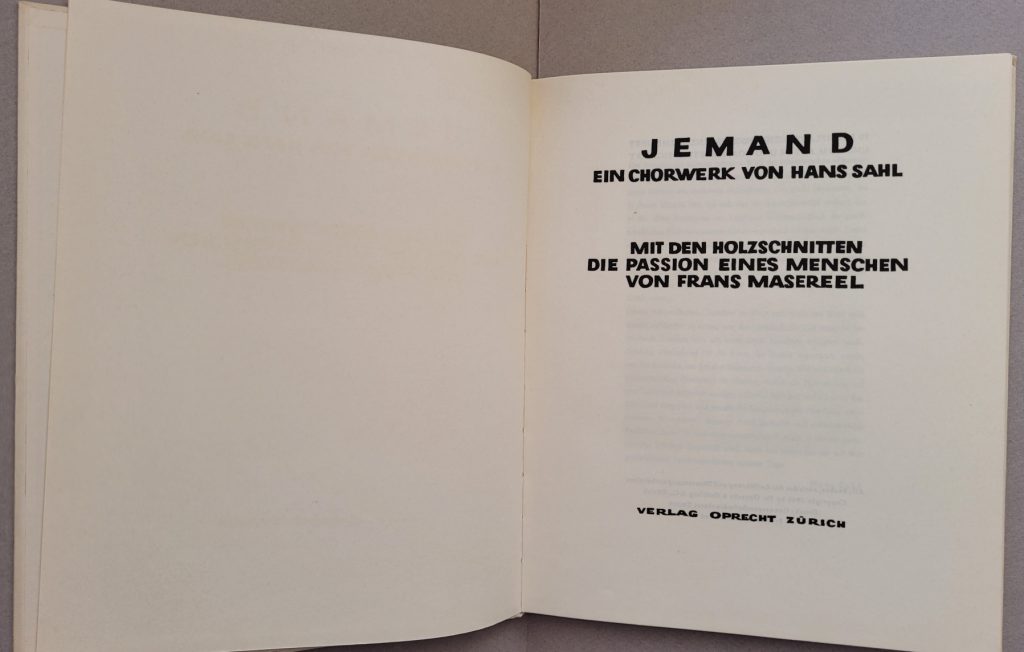 JEMAND
EIN CHORWERK VON HANS SAHL
MIT DEN HOLZSCHNITTEN
DIE PASSION EINES MENSCHEN
VON FRANS MASEREEL
VERLAG OPRECHT ZÜRICH